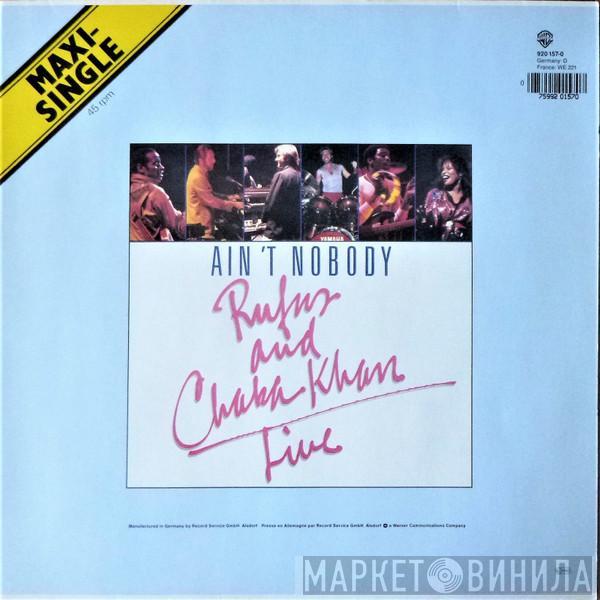 MAXI-
SINGLE
45 rpm
920 157-0
Germany: D
France: WE 221
0
75992 01570
YAMAHA
AIN'T NOBODY
Rufus
and
Chaka Khan
Live
Manufactured in Germany by Record Service GmbH, Alsdorf Pressé en Allemagne par Record Service GmbH, Alsdorf a Warner Communications Company
МАРКЕТ ВИНИЛА